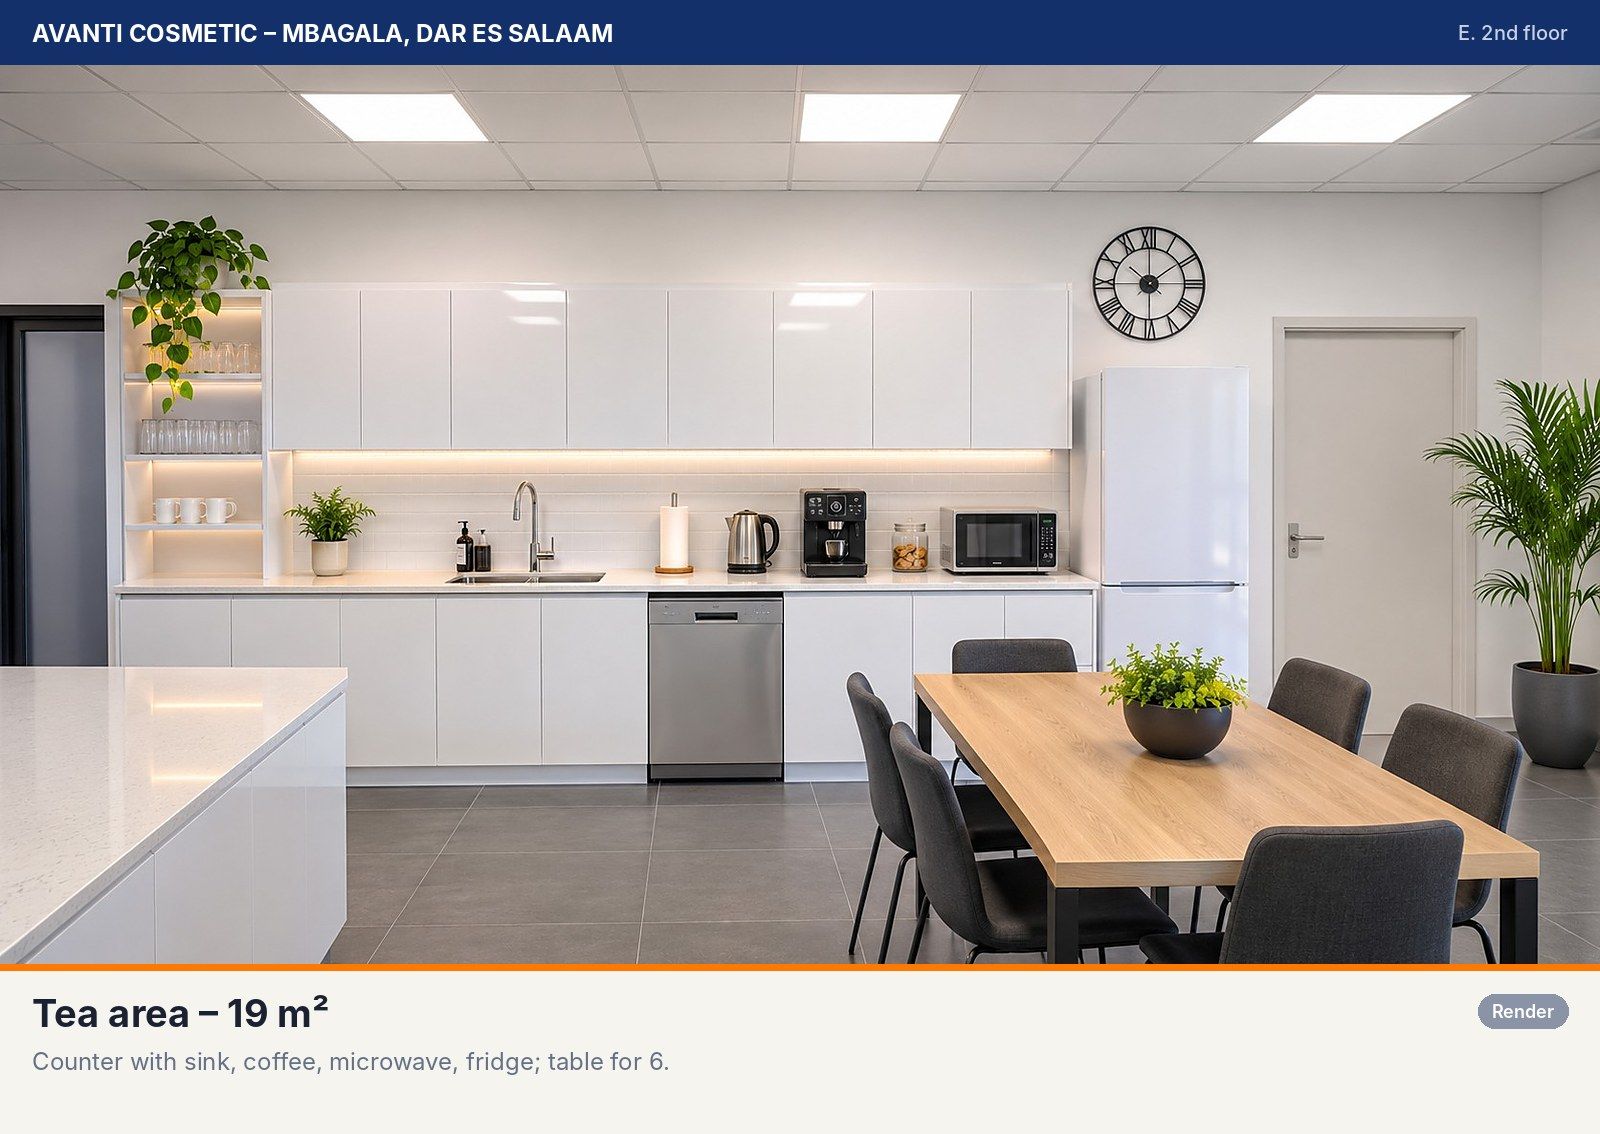 AVANTI COSMETIC – MBAGALA, DAR ES SALAAM
E. 2nd floor
Tea area – 19 m²
Render
Counter with sink, coffee, microwave, fridge; table for 6.